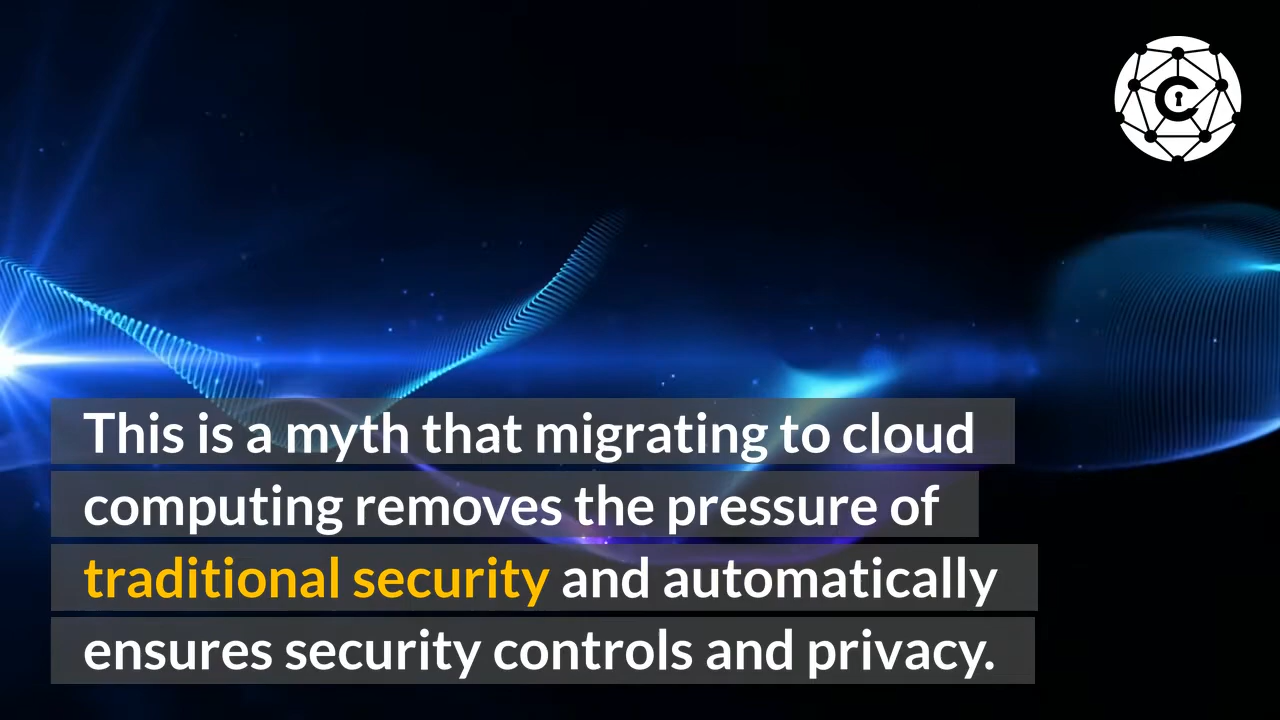 This is a myth that migrating to cloud
computing removes the pressure of
traditional security and automatically
ensures security controls and privacy.